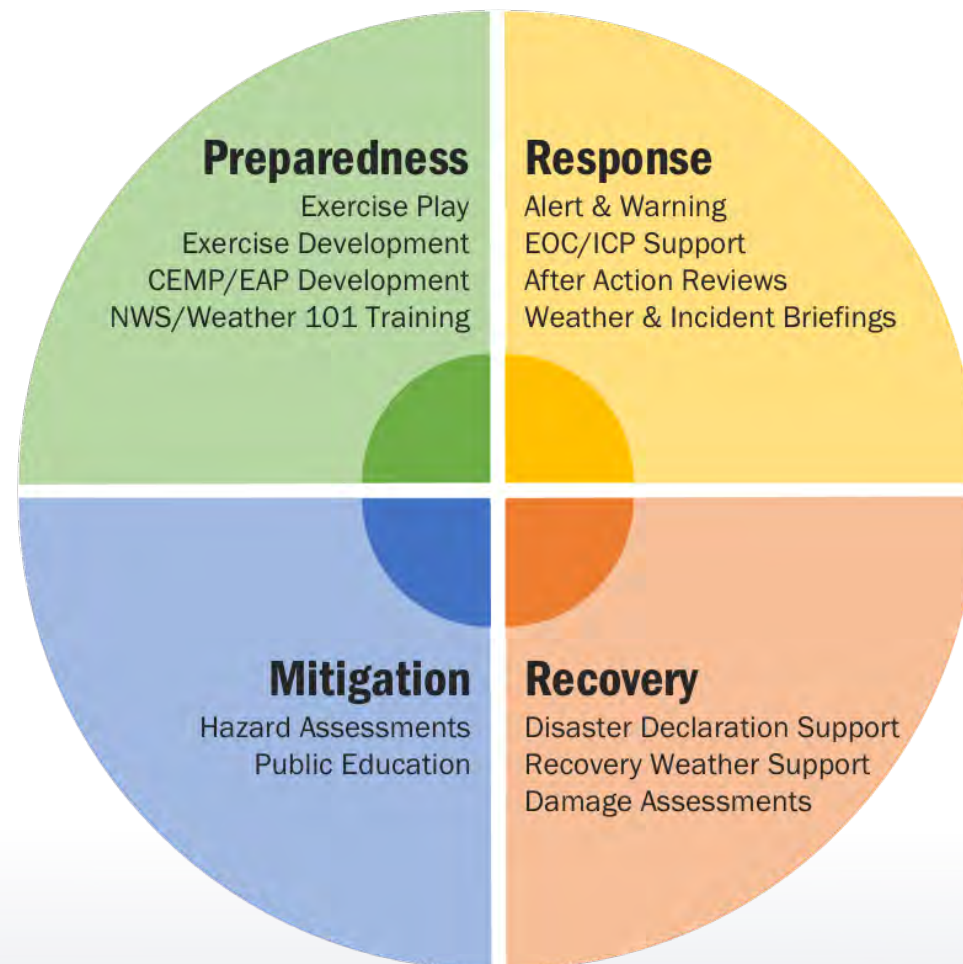 Preparedness
Exercise Play
Exercise Development
CEMP/EAP Development
NWS/Weather 101 Training
Response
Alert & Warning
EOC/ICP Support
After Action Reviews
Weather & Incident Briefings
Mitigation
Hazard Assessments
Public Education
Recovery
Disaster Declaration Support
Recovery Weather Support
Damage Assessments